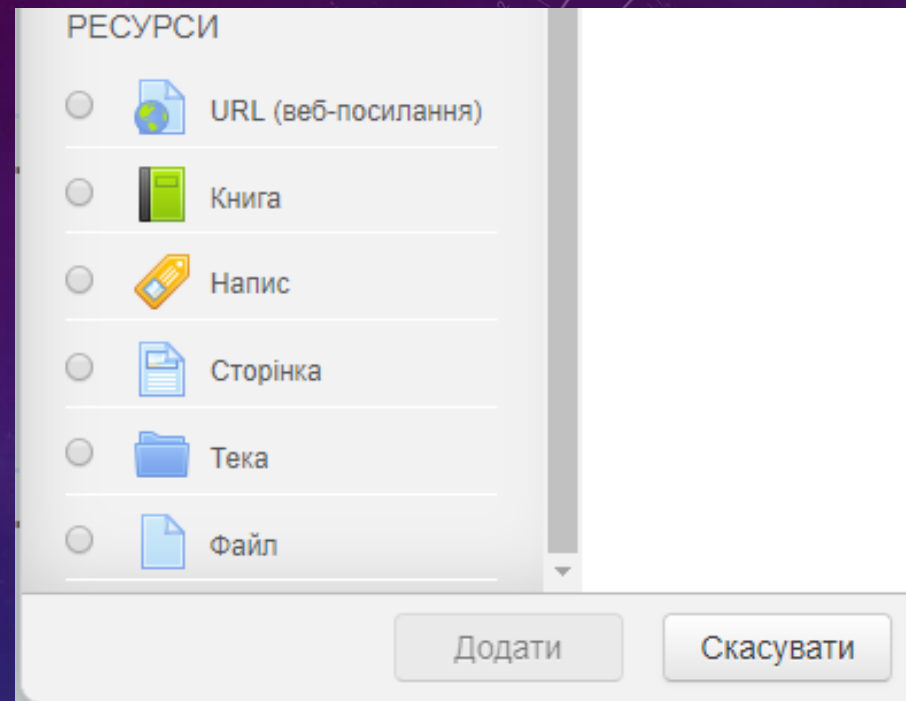 РЕСУРСИ
URL (веб-посилання)
Книга
Напис
Сторінка
Тека
Файл
Додати
Скасувати